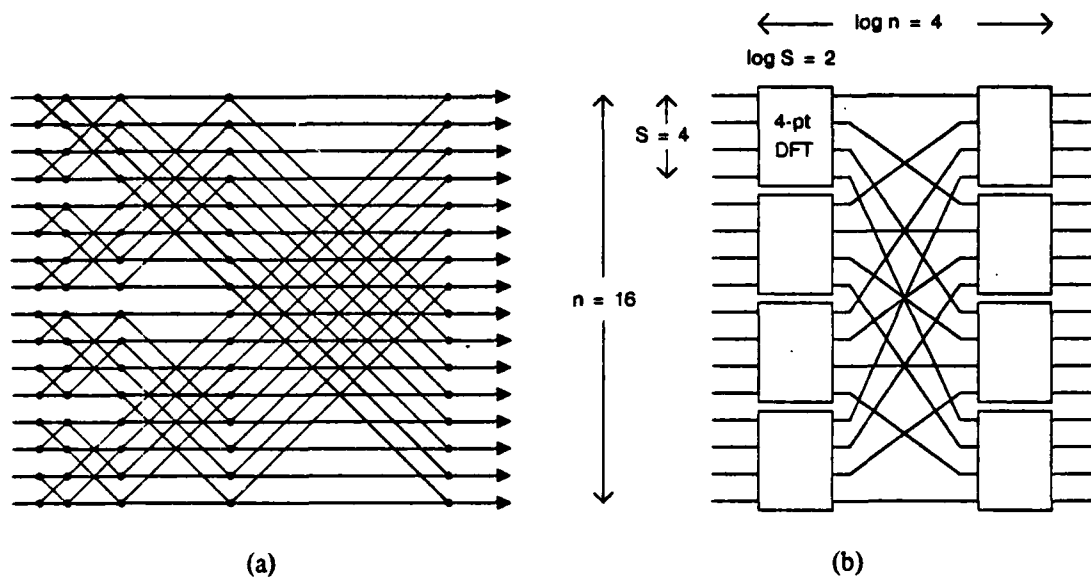 log n = 4
log S = 2
S = 4
4-pt
DFT
n = 16
(a)
(b)